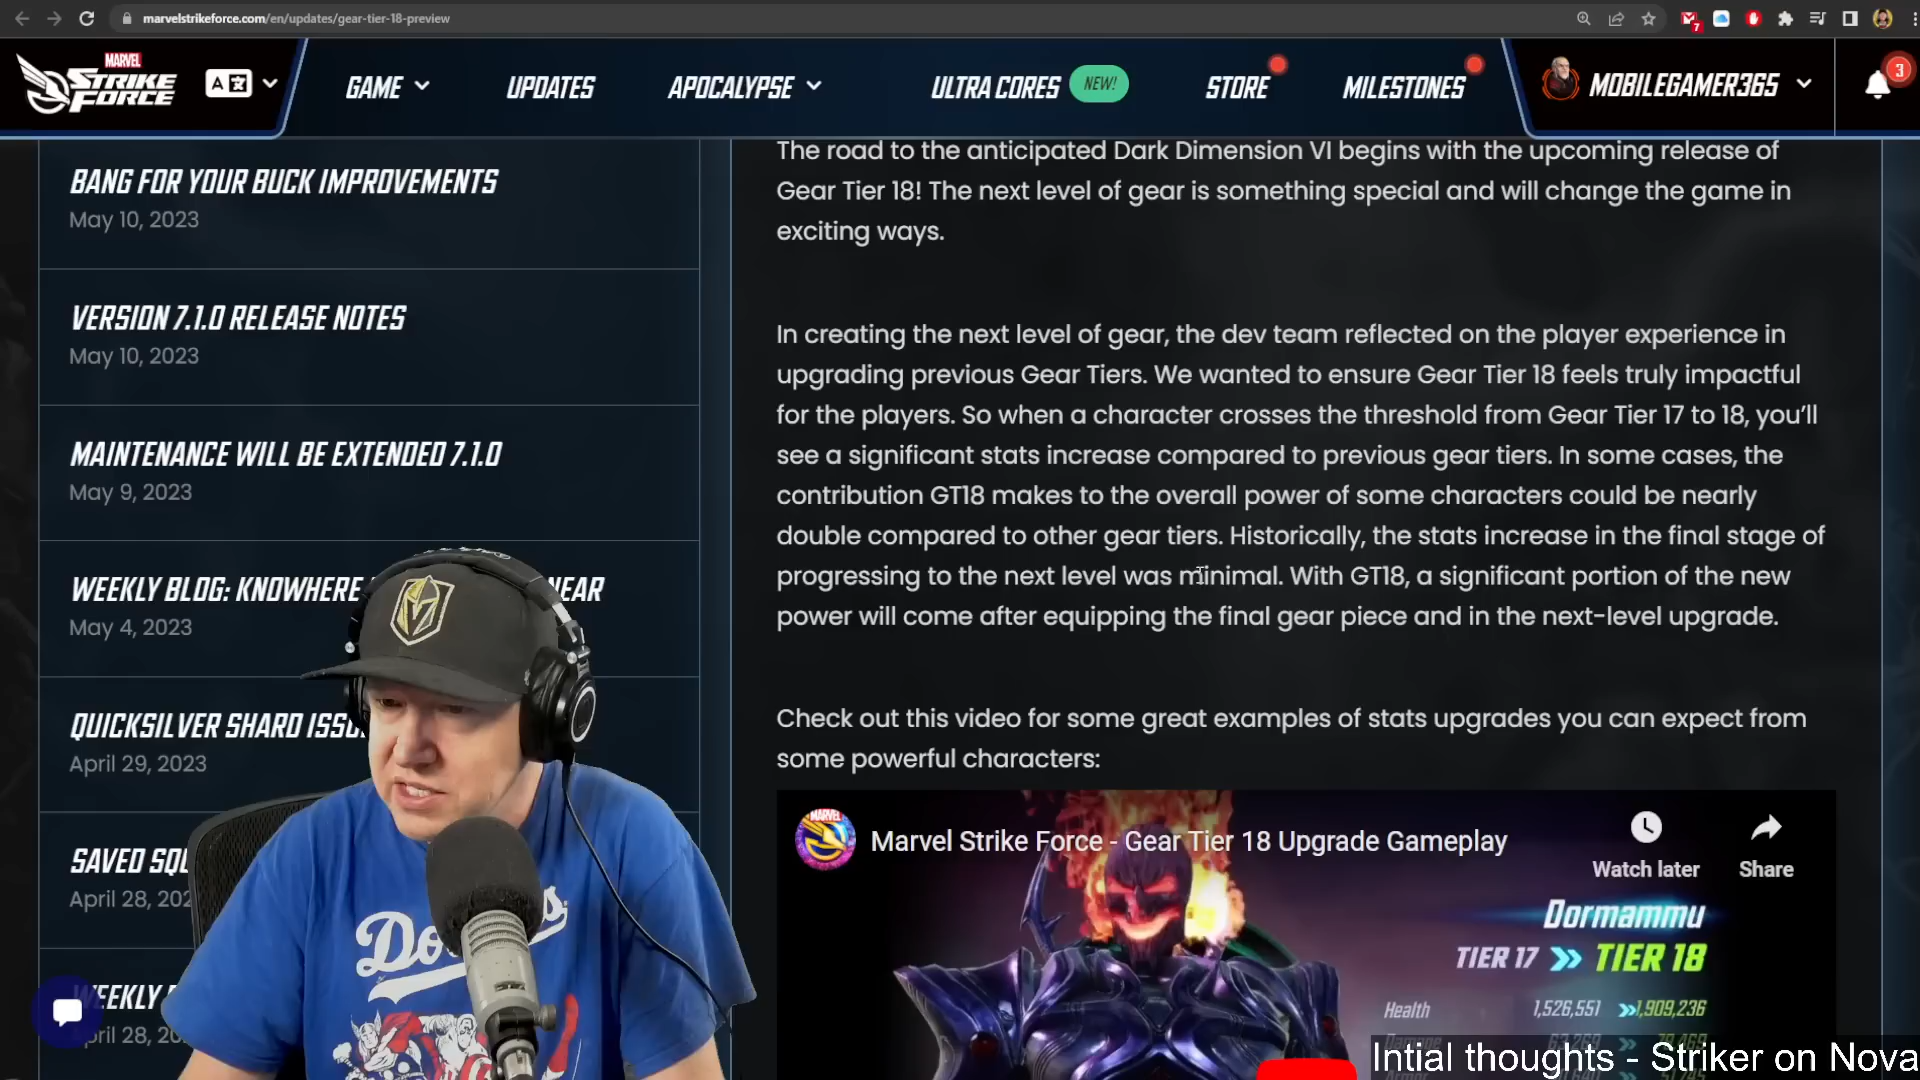 marvelstrikeforce.com/en/updates/gear-tier-18-preview
7
MARVEL
STRIKE
FORCE
GAME
UPDATES
APOCALYPSE
ULTRA CORES
NEW!
STORE
MILESTONES
MOBILEGAMER365
3
BANG FOR YOUR BUCK IMPROVEMENTS
May 10, 2023
VERSION 7.1.0 RELEASE NOTES
May 10, 2023
MAINTENANCE WILL BE EXTENDED 7.1.0
May 9, 2023
WEEKLY BLOG: KNOWHERE
May 4, 2023
QUICKSILVER SHARD
April 29, 2023
SAVED
April 28,
WEEKLY
April 28,
The road to the anticipated Dark Dimension VI begins with the upcoming release of
Gear Tier 18! The next level of gear is something special and will change the game in
exciting ways.
In creating the next level of gear, the dev team reflected on the player experience in
upgrading previous Gear Tiers. We wanted to ensure Gear Tier 18 feels truly impactful
for the players. So when a character crosses the threshold from Gear Tier 17 to 18, you'll
see a significant stats increase compared to previous gear tiers. In some cases, the
contribution GT18 makes to the overall power of some characters could be nearly
double compared to other gear tiers. Historically, the stats increase in the final stage of
progressing to the next level was minimal. With GT18, a significant portion of the new
power will come after equipping the final gear piece and in the next-level upgrade.
Check out this video for some great examples of stats upgrades you can expect from
some powerful characters:
MARVEL
Marvel Strike Force - Gear Tier 18 Upgrade Gameplay
Watch later
Share
Dormammu
TIER 17 >> TIER 18
Health 1,526,551 >> 1,909,236
Intial thoughts - Striker on Nova